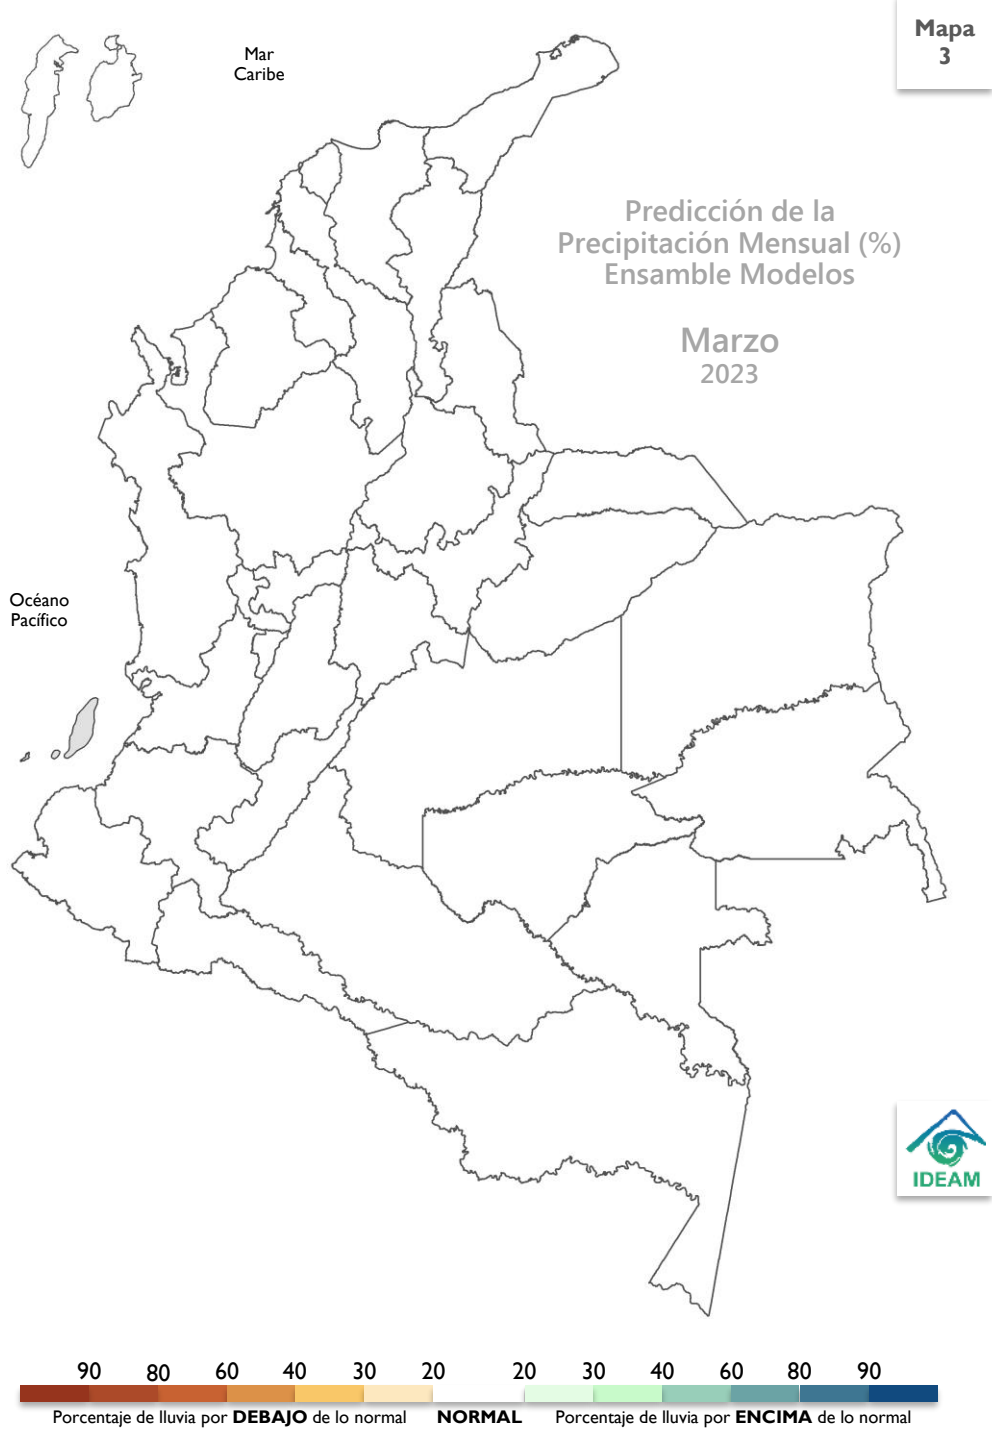 Mapa
3
Mar
Caribe
Predicción de la
Precipitación Mensual (%)
Ensamble Modelos
Marzo
2023
Océano
Pacífico
IDEAM
90 80 60 40 30 20 20 30 40 60 80 90
Porcentaje de lluvia por DEBAJO de lo normal NORMAL Porcentaje de lluvia por ENCIMA de lo normal